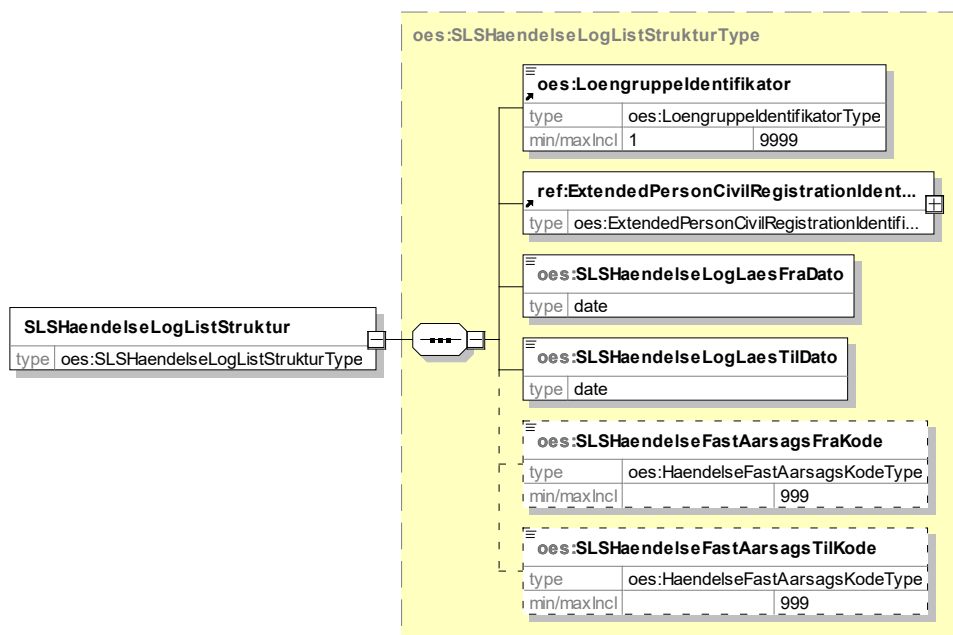 oes:SLSHaendelseLogListStrukturType
oes:LoengruppeIdentifikator
type oes:LoengruppeIdentifikatorType
min/maxIncl 1 9999
ref:ExtendedPersonCivilRegistrationIdent...
type oes:ExtendedPersonCivilRegistrationIdentifi...
oes:SLSHaendelseLogLaesFraDato
type date
SLSHaendelseLogListStruktur
type oes:SLSHaendelseLogListStrukturType
oes:SLSHaendelseLogLaesTilDato
type date
oes:SLSHaendelseFastAarsagsFraKode
type oes:HaendelseFastAarsagsKodeType
min/maxIncl 999
oes:SLSHaendelseFastAarsagsTilKode
type oes:HaendelseFastAarsagsKodeType
min/maxIncl 999